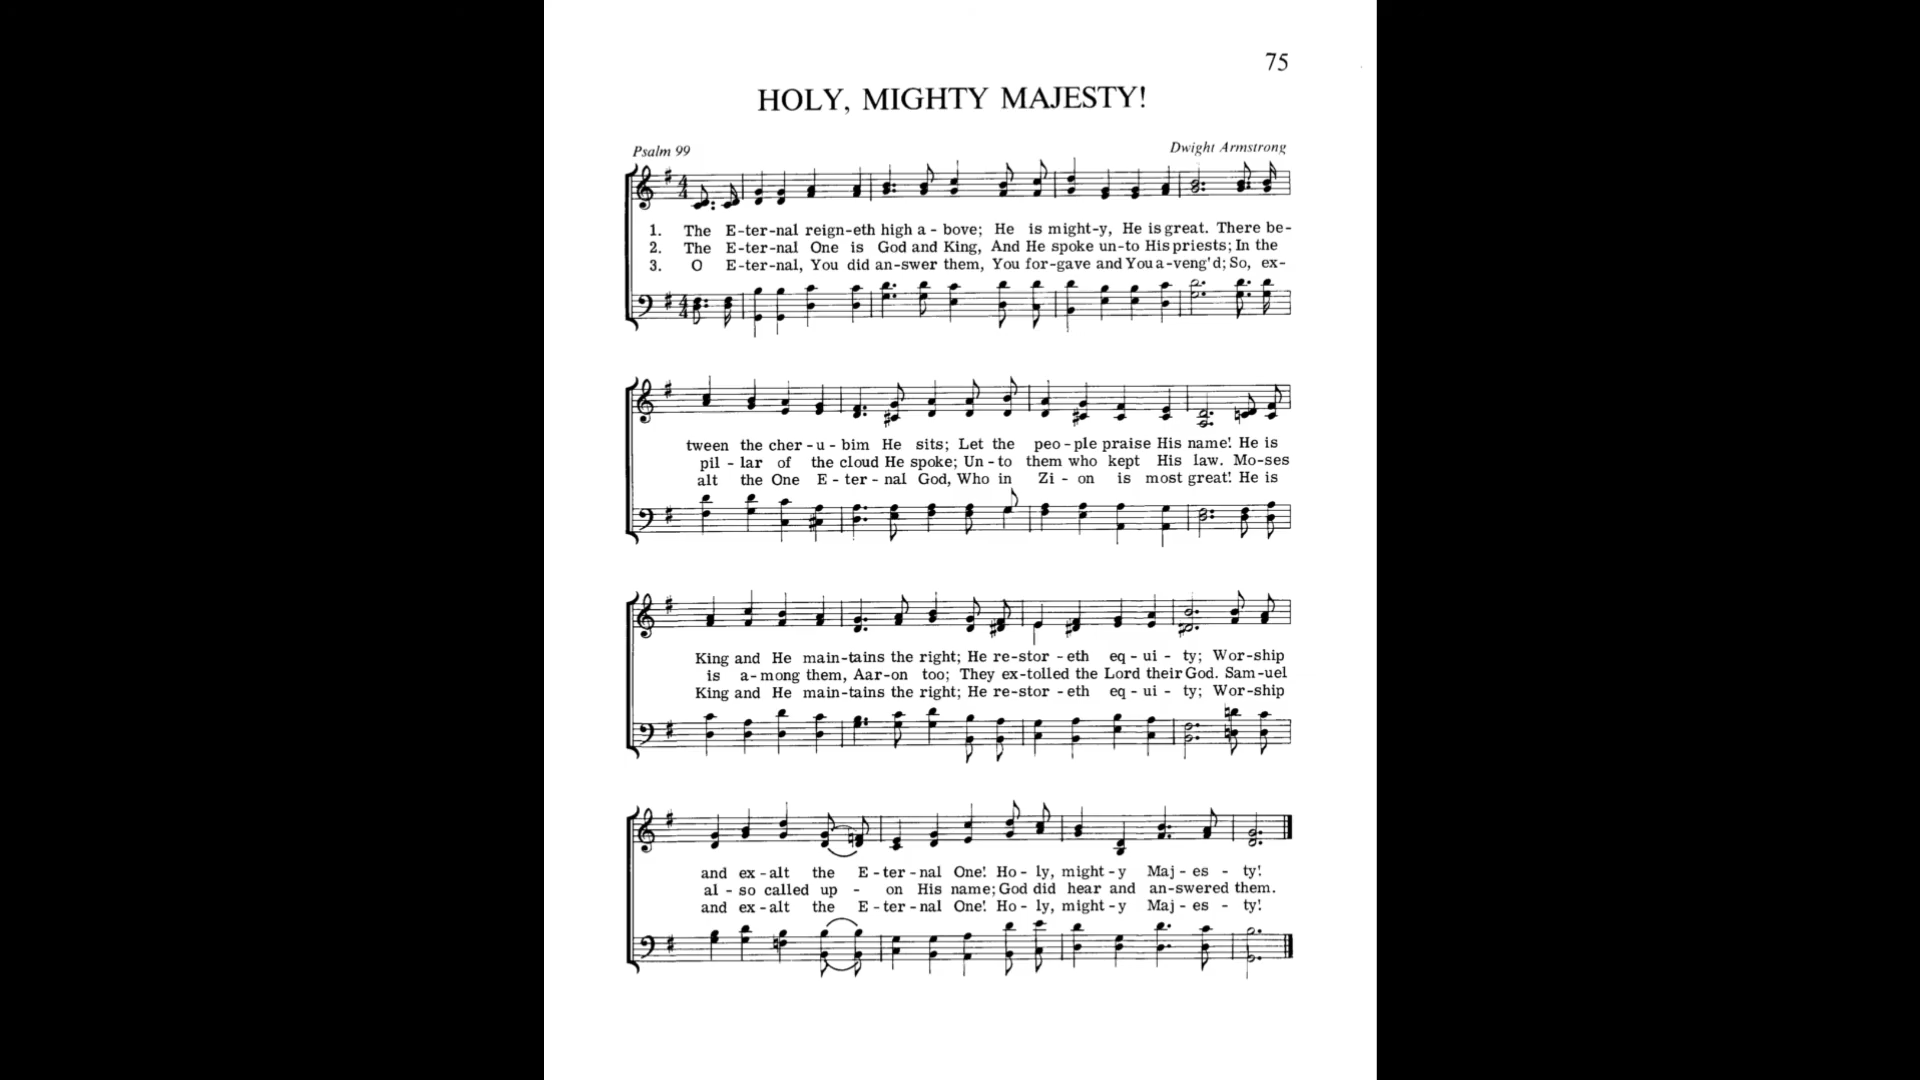 75
HOLY, MIGHTY MAJESTY!
Psalm 99
Dwight Armstrong
1. The E-ter-nal reign-eth high a - bove; He is might-y, He is great. There be-
2. The E-ter-nal One is God and King, And He spoke un-to His priests; In the
3. O E-ter-nal, You did an-swer them, You for-gave and You a-veng'd; So, ex-
tween the cher - u - bim He sits; Let the peo - ple praise His name! He is
pil - lar of the cloud He spoke; Un - to them who kept His law. Mo-ses
alt the One E - ter - nal God, Who in Zi - on is most great! He is
King and He main-tains the right; He re-stor - eth eq - ui - ty; Wor-ship
is a-mong them, Aar-on too; They ex-tolled the Lord their God. Sam-uel
King and He main-tains the right; He re-stor - eth eq - ui - ty; Wor-ship
and ex - alt the E - ter - nal One! Ho - ly, might - y Maj - es - ty!
al - so called up - on His name; God did hear and an-swered them.
and ex - alt the E - ter - nal One! Ho - ly, might - y Maj - es - ty!